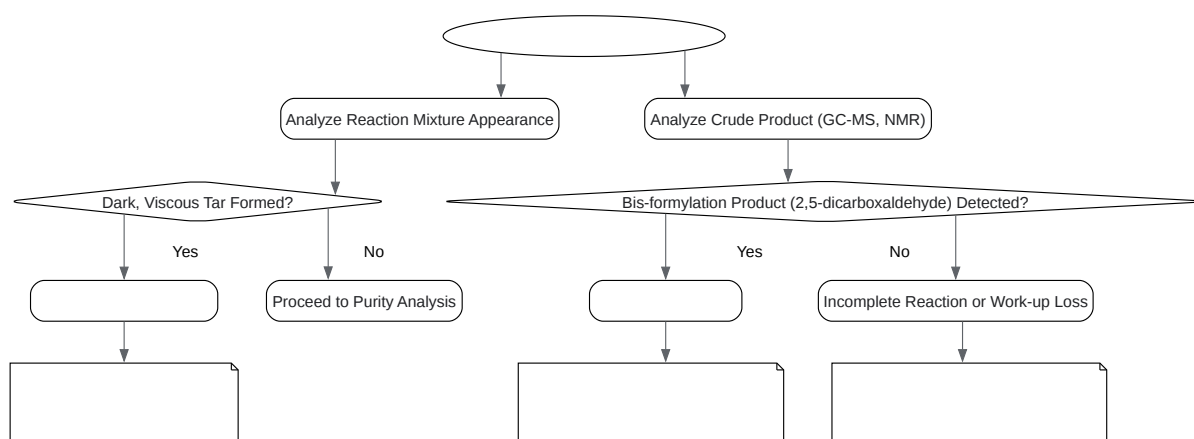 Analyze Reaction Mixture Appearance
Analyze Crude Product (GC-MS, NMR)
Dark, Viscous Tar Formed?
Bis-formylation Product (2,5-dicarboxaldehyde) Detected?
Yes
No
Yes
No
Proceed to Purity Analysis
Incomplete Reaction or Work-up Loss